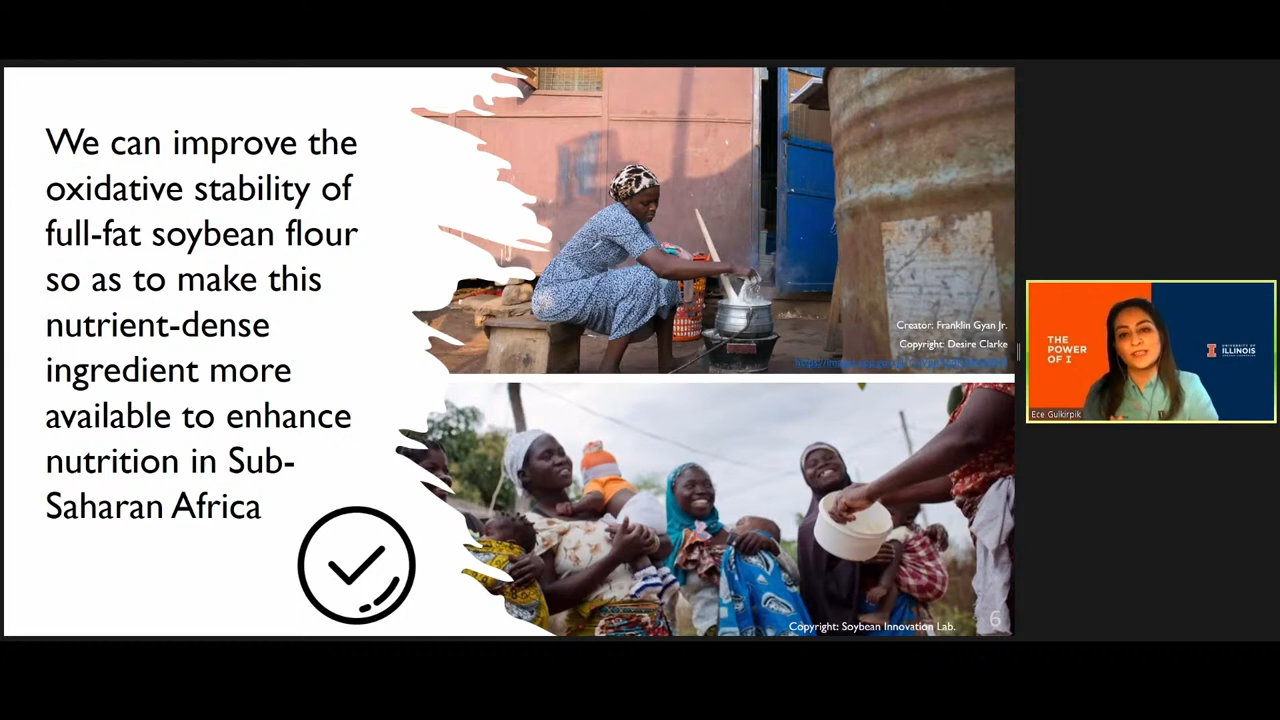 We can improve the
oxidative stability of
full-fat soybean flour
so as to make this
nutrient-dense
ingredient more
available to enhance
nutrition in Sub-
Saharan Africa
Creator: Franklin Gyan Jr.
Copyright: Desire Clarke
Copyright: Soybean Innovation Lab.
6
THE
POWER
OF I
I UNIVERSITY OF
ILLINOIS
Ece Gulkirpik